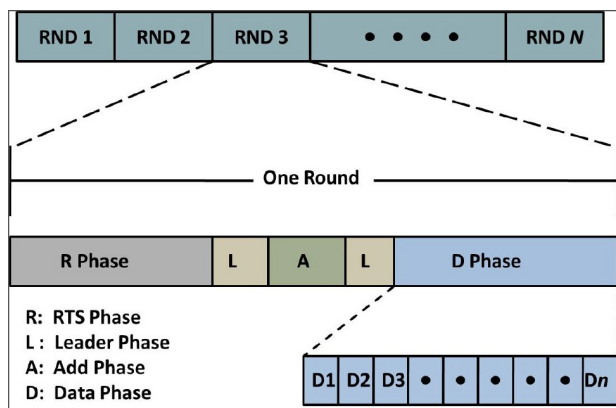 RND 1 RND 2 RND 3 • • • • RND N
One Round
R Phase L A L D Phase
R: RTS Phase
L : Leader Phase
A: Add Phase
D: Data Phase
D1 D2 D3 • • • • • Dn